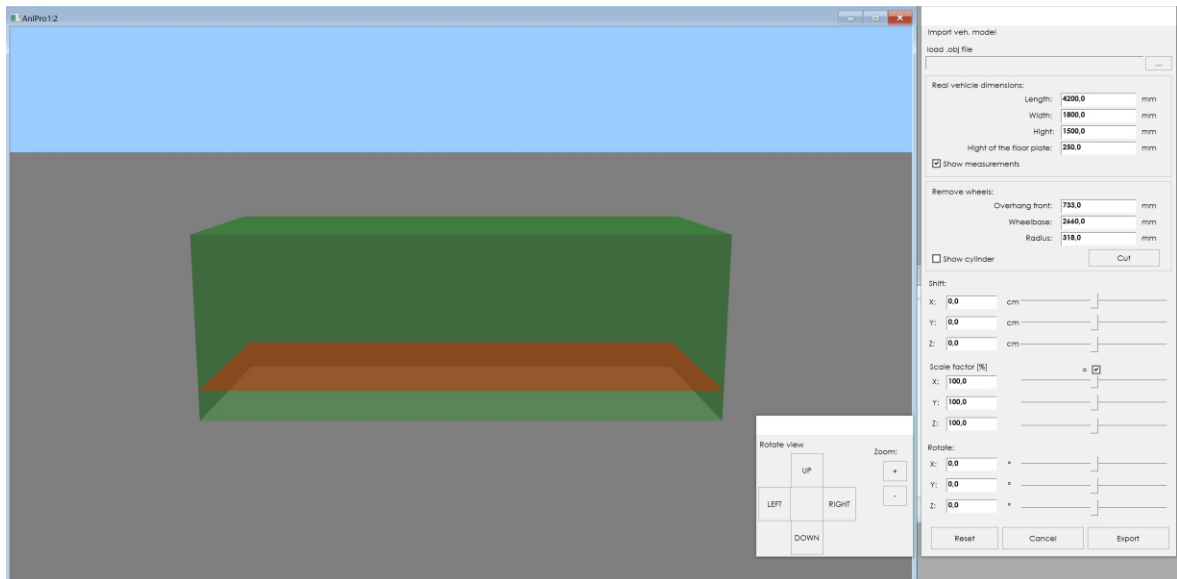 AnlPro1:2
Import veh. model
load .obj file
...
Real vehicle dimensions:
Length: 4200,0 mm
Width: 1800,0 mm
Hight: 1500,0 mm
Hight of the floor plate: 250,0 mm
Show measurements
Remove wheels:
Overhang front: 733,0 mm
Wheelbase: 2660,0 mm
Radius: 318,0 mm
Show cylinder Cut
Shift:
X: 0,0 cm
Y: 0,0 cm
Z: 0,0 cm
Scale factor [%] =
X: 100,0
Y: 100,0
Z: 100,0
Rotate:
X: 0,0 °
Y: 0,0 °
Z: 0,0 °
Reset Cancel Export
Rotate view
Zoom:
UP +
LEFT RIGHT -
DOWN